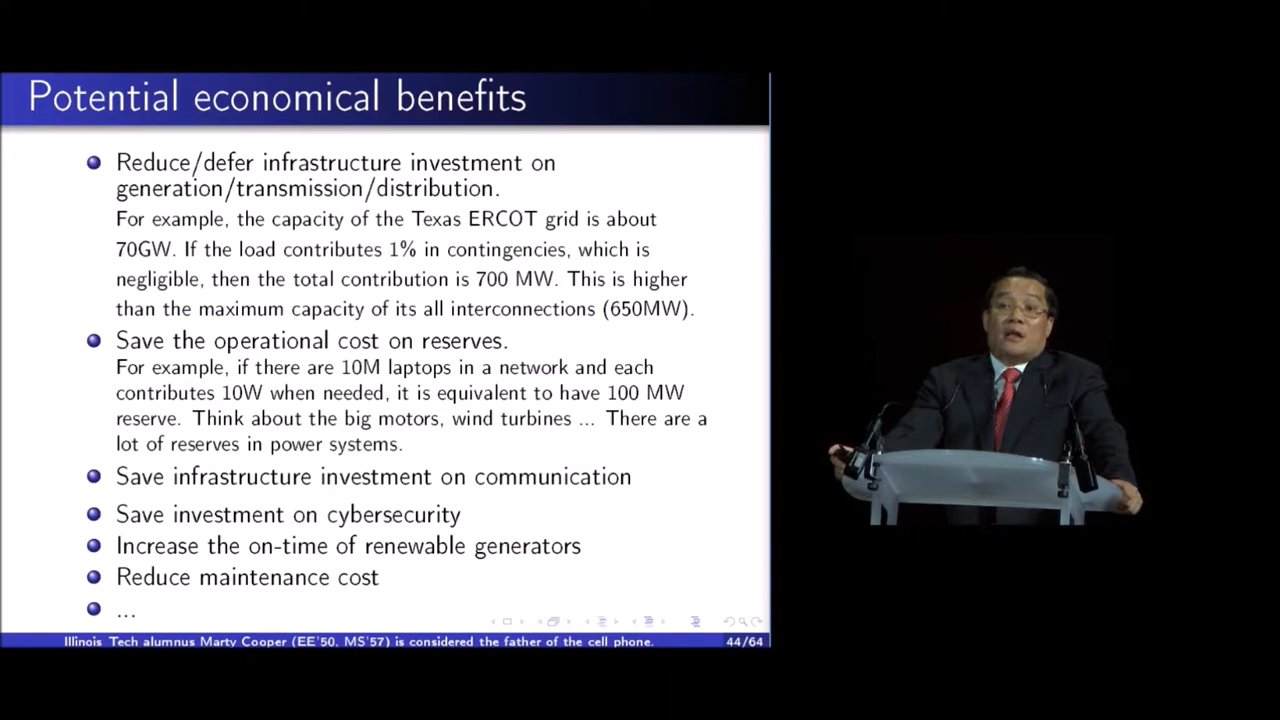 Potential economical benefits
Reduce/defer infrastructure investment on
generation/transmission/distribution.
For example, the capacity of the Texas ERCOT grid is about
70GW. If the load contributes 1% in contingencies, which is
negligible, then the total contribution is 700 MW. This is higher
than the maximum capacity of its all interconnections (650MW).
Save the operational cost on reserves.
For example, if there are 10M laptops in a network and each
contributes 10W when needed, it is equivalent to have 100 MW
reserve. Think about the big motors, wind turbines ... There are a
lot of reserves in power systems.
Save infrastructure investment on communication
Save investment on cybersecurity
Increase the on-time of renewable generators
Reduce maintenance cost
...
Illinois Tech alumnus Marty Cooper (EE'50, MS'57) is considered the father of the cell phone. 44/64